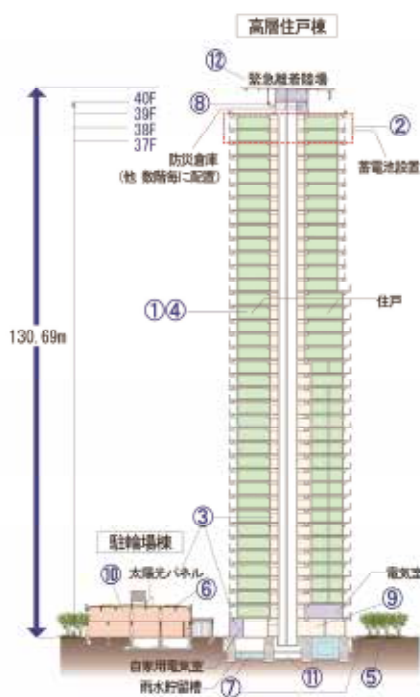 高層住戸棟
⑫ 緊急離着陸場
40F
39F
38F
37F
⑧
②
防災倉庫
(他 数階毎に配置)
蓄電池設置
①④
住戸
130.69m
③
駐輪場棟
太陽光パネル
⑩
⑥
電気室
⑨
自家用電気室
雨水貯留槽
⑦
⑪
⑤